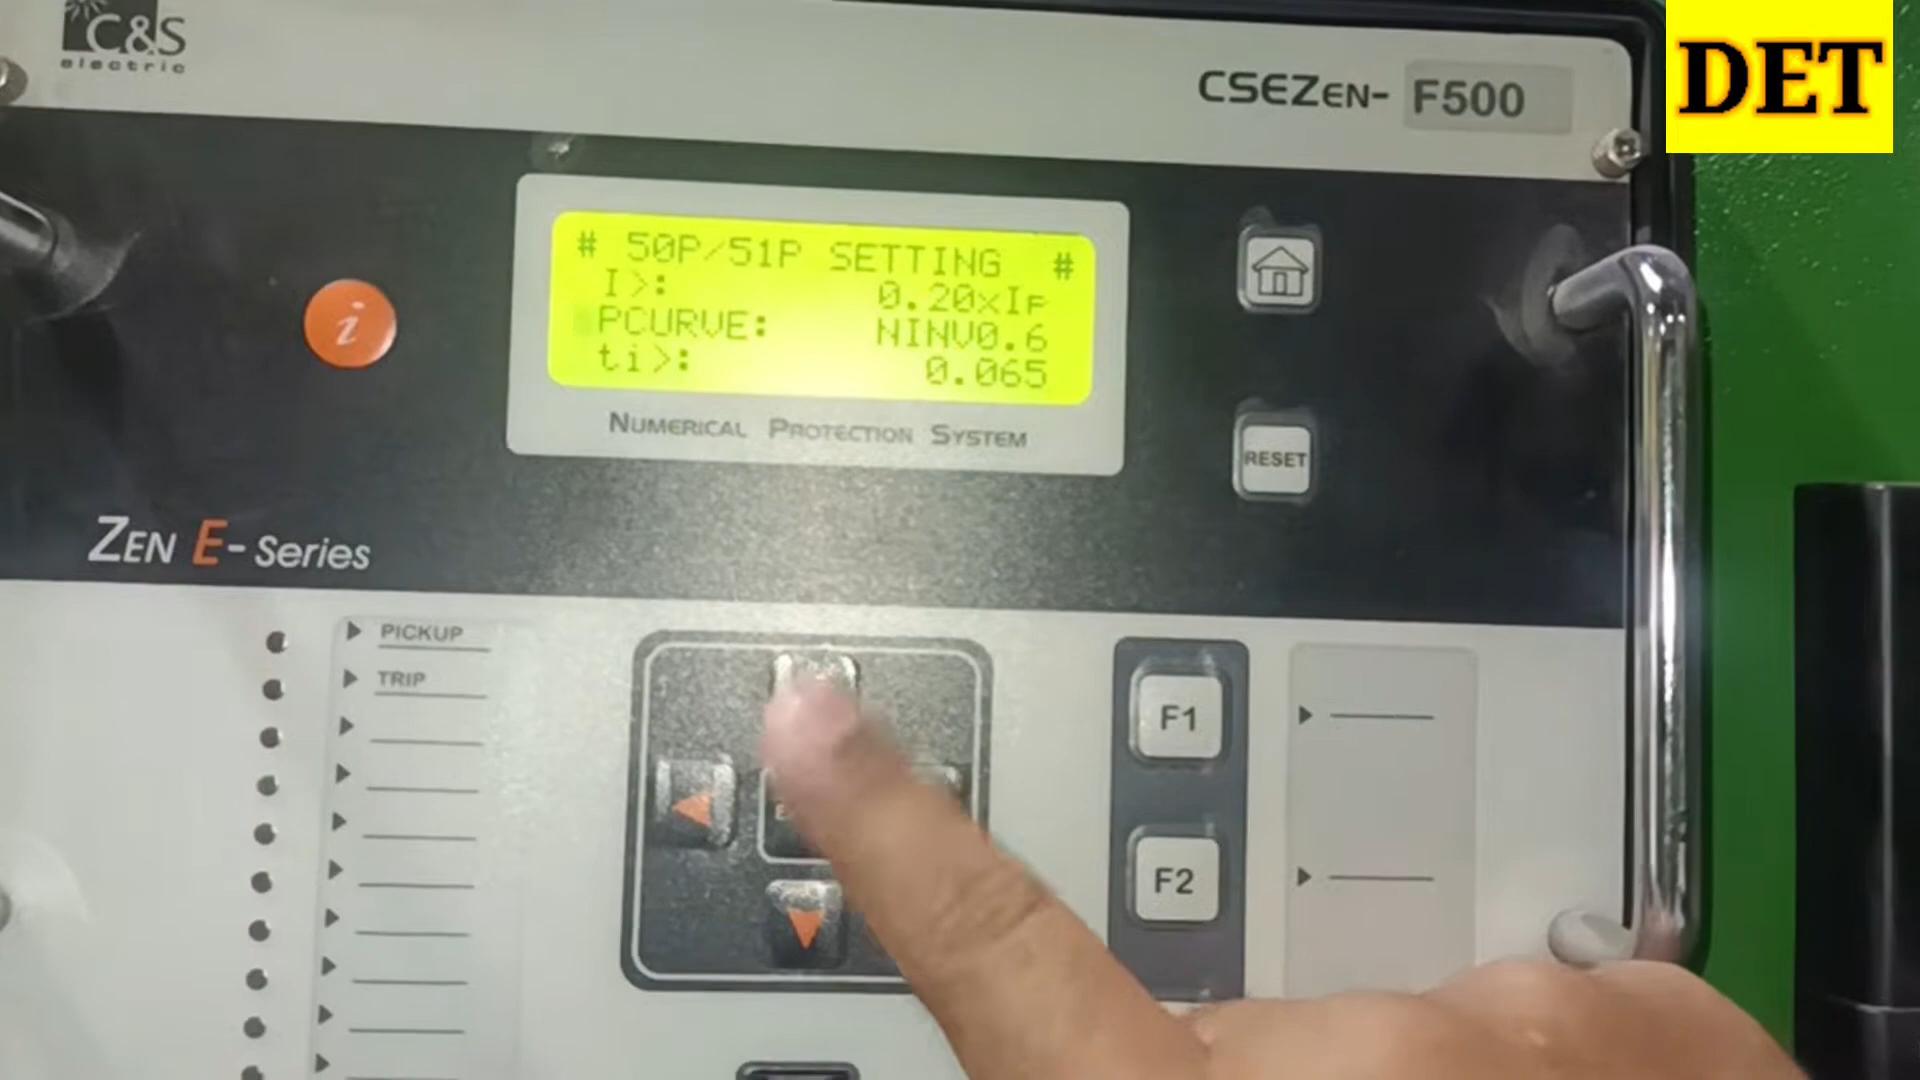 C&S
electric
CSEZEN- F500
DET
# 50P/51P SETTING #
I>: 0.20xIP
PCURVE: NINV0.6
ti>: 0.065
i
NUMERICAL PROTECTION SYSTEM
RESET
ZEN E-Series
PICKUP
TRIP
F1
F2